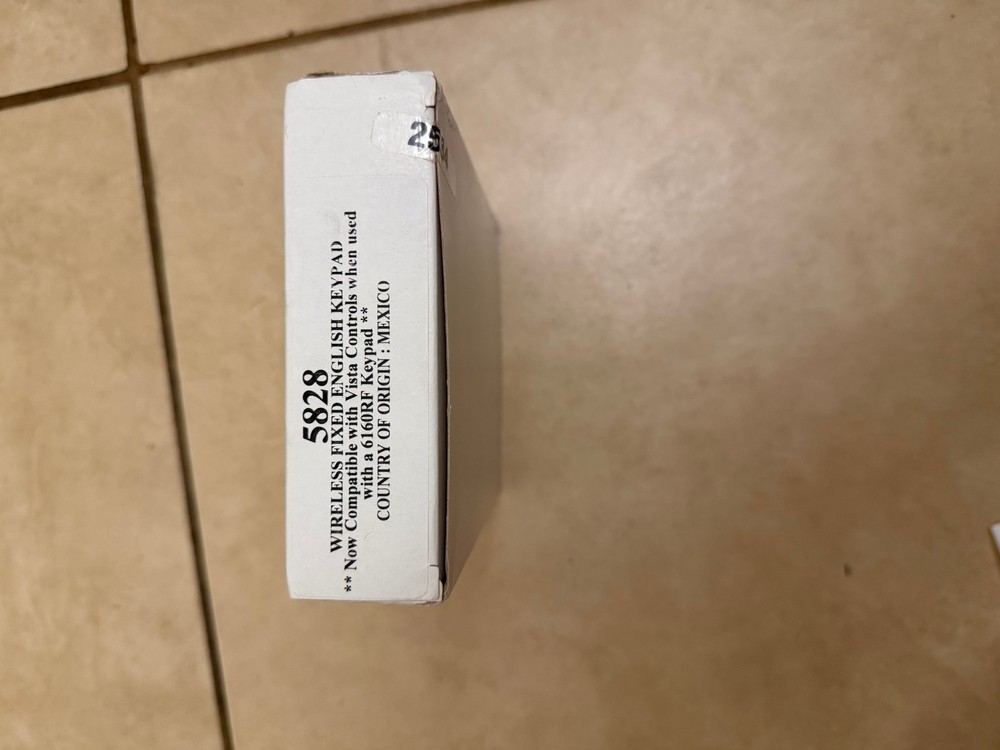 5828
WIRELESS FIXED ENGLISH KEYPAD
** Now Compatible with Vista Controls when used
with a 6160RF Keypad **
COUNTRY OF ORIGIN : MEXICO